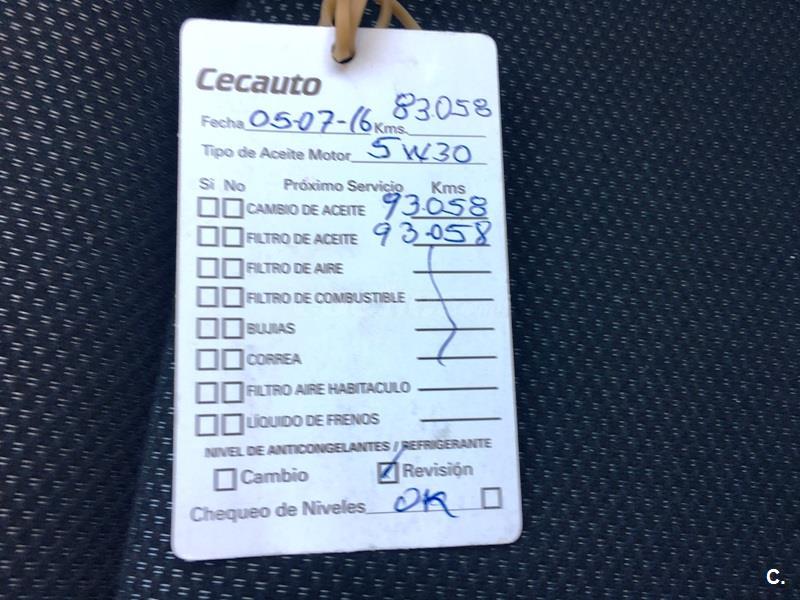 Cecauto
Fecha 05-07-16 Kms. 83.058
Tipo de Aceite Motor 5W30
Si No Próximo Servicio Kms
CAMBIO DE ACEITE 93.058
FILTRO DE ACEITE 93.058
FILTRO DE AIRE
FILTRO DE COMBUSTIBLE
BUJIAS
CORREA
FILTRO AIRE HABITACULO
LÍQUIDO DE FRENOS
NIVEL DE ANTICONGELANTES / REFRIGERANTE
Cambio Revisión
Chequeo de Niveles OK
C.